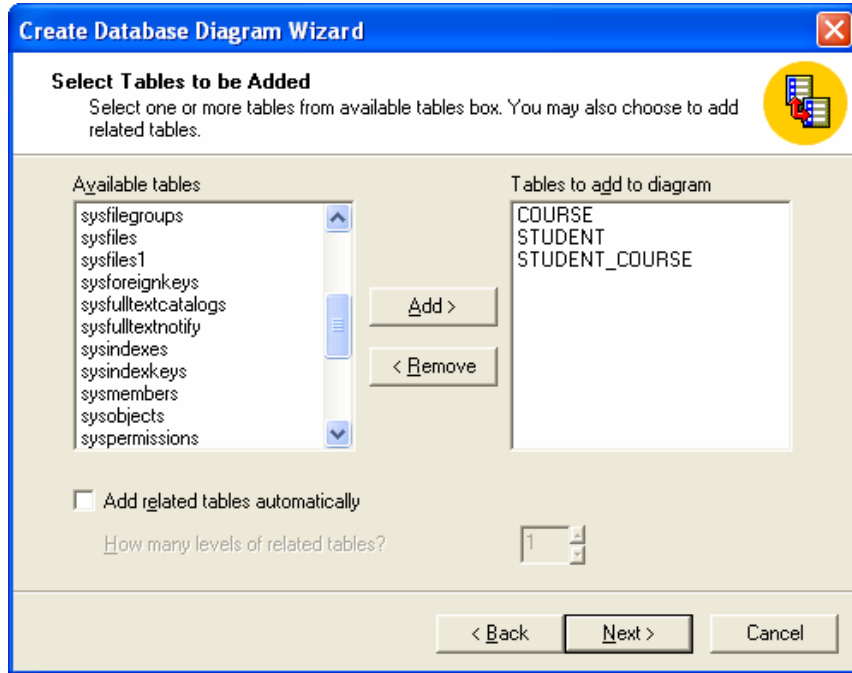 Create Database Diagram Wizard
Select Tables to be Added
Select one or more tables from available tables box. You may also choose to add
related tables.
Available tables
sysfilegroups
sysfiles
sysfiles1
sysforeignkeys
sysfulltextcatalogs
sysfulltextnotify
sysindexes
sysindexkeys
sysmembers
sysobjects
syspermissions
Add >
< Remove
Tables to add to diagram
COURSE
STUDENT
STUDENT_COURSE
Add related tables automatically
How many levels of related tables?
1
< Back
Next >
Cancel